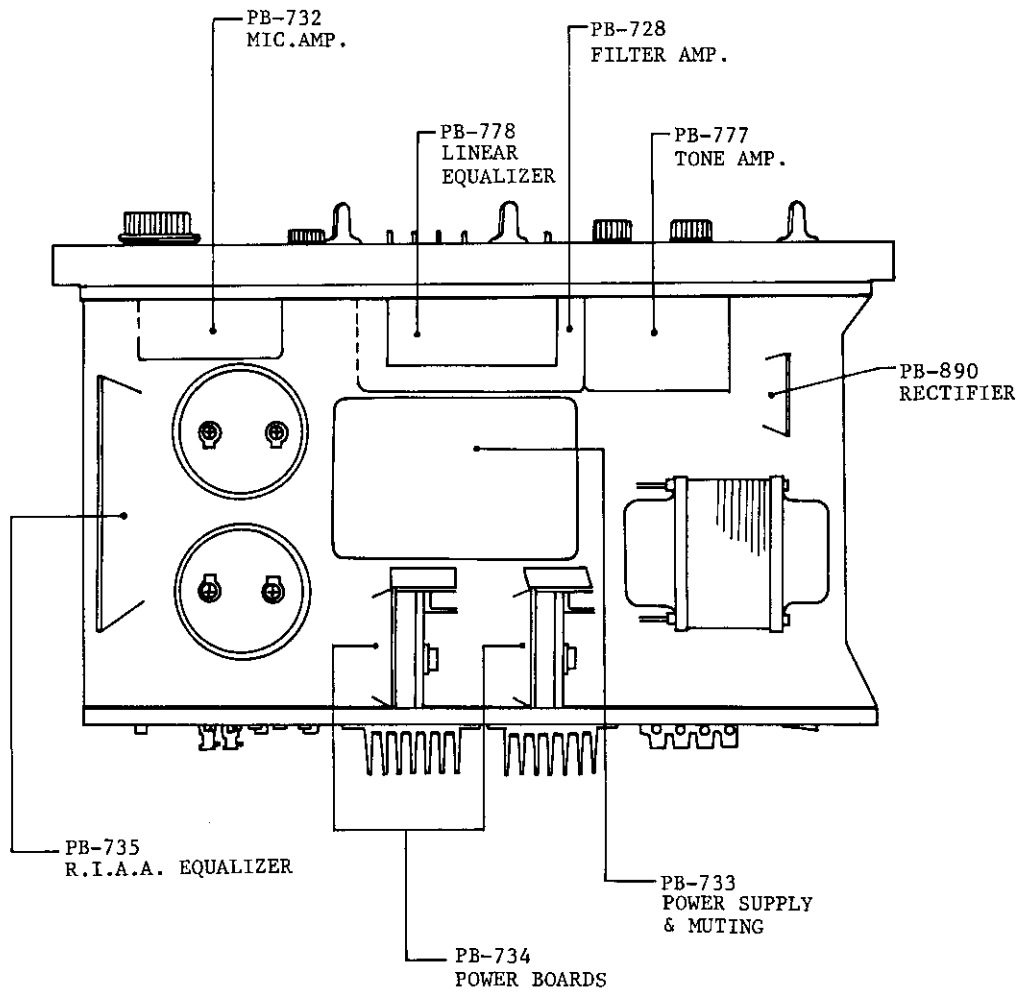 PB-732
MIC.AMP.
PB-728
FILTER AMP.
PB-778
LINEAR
EQUALIZER
PB-777
TONE AMP.
PB-890
RECTIFIER
PB-735
R.I.A.A. EQUALIZER
PB-733
POWER SUPPLY
& MUTING
PB-734
POWER BOARDS